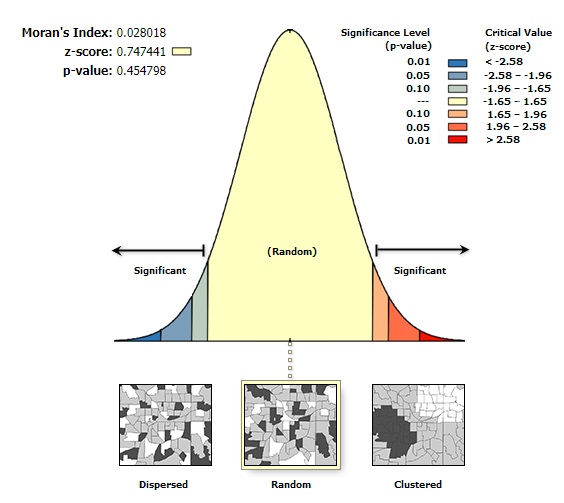 Moran's Index: 0.028018
z-score: 0.747441
p-value: 0.454798
Significance Level
(p-value)
Critical Value
(z-score)
0.01 < -2.58
0.05 -2.58 – -1.96
0.10 -1.96 – -1.65
--- -1.65 – 1.65
0.10 1.65 – 1.96
0.05 1.96 – 2.58
0.01 > 2.58
(Random)
Significant
Significant
Dispersed
Random
Clustered